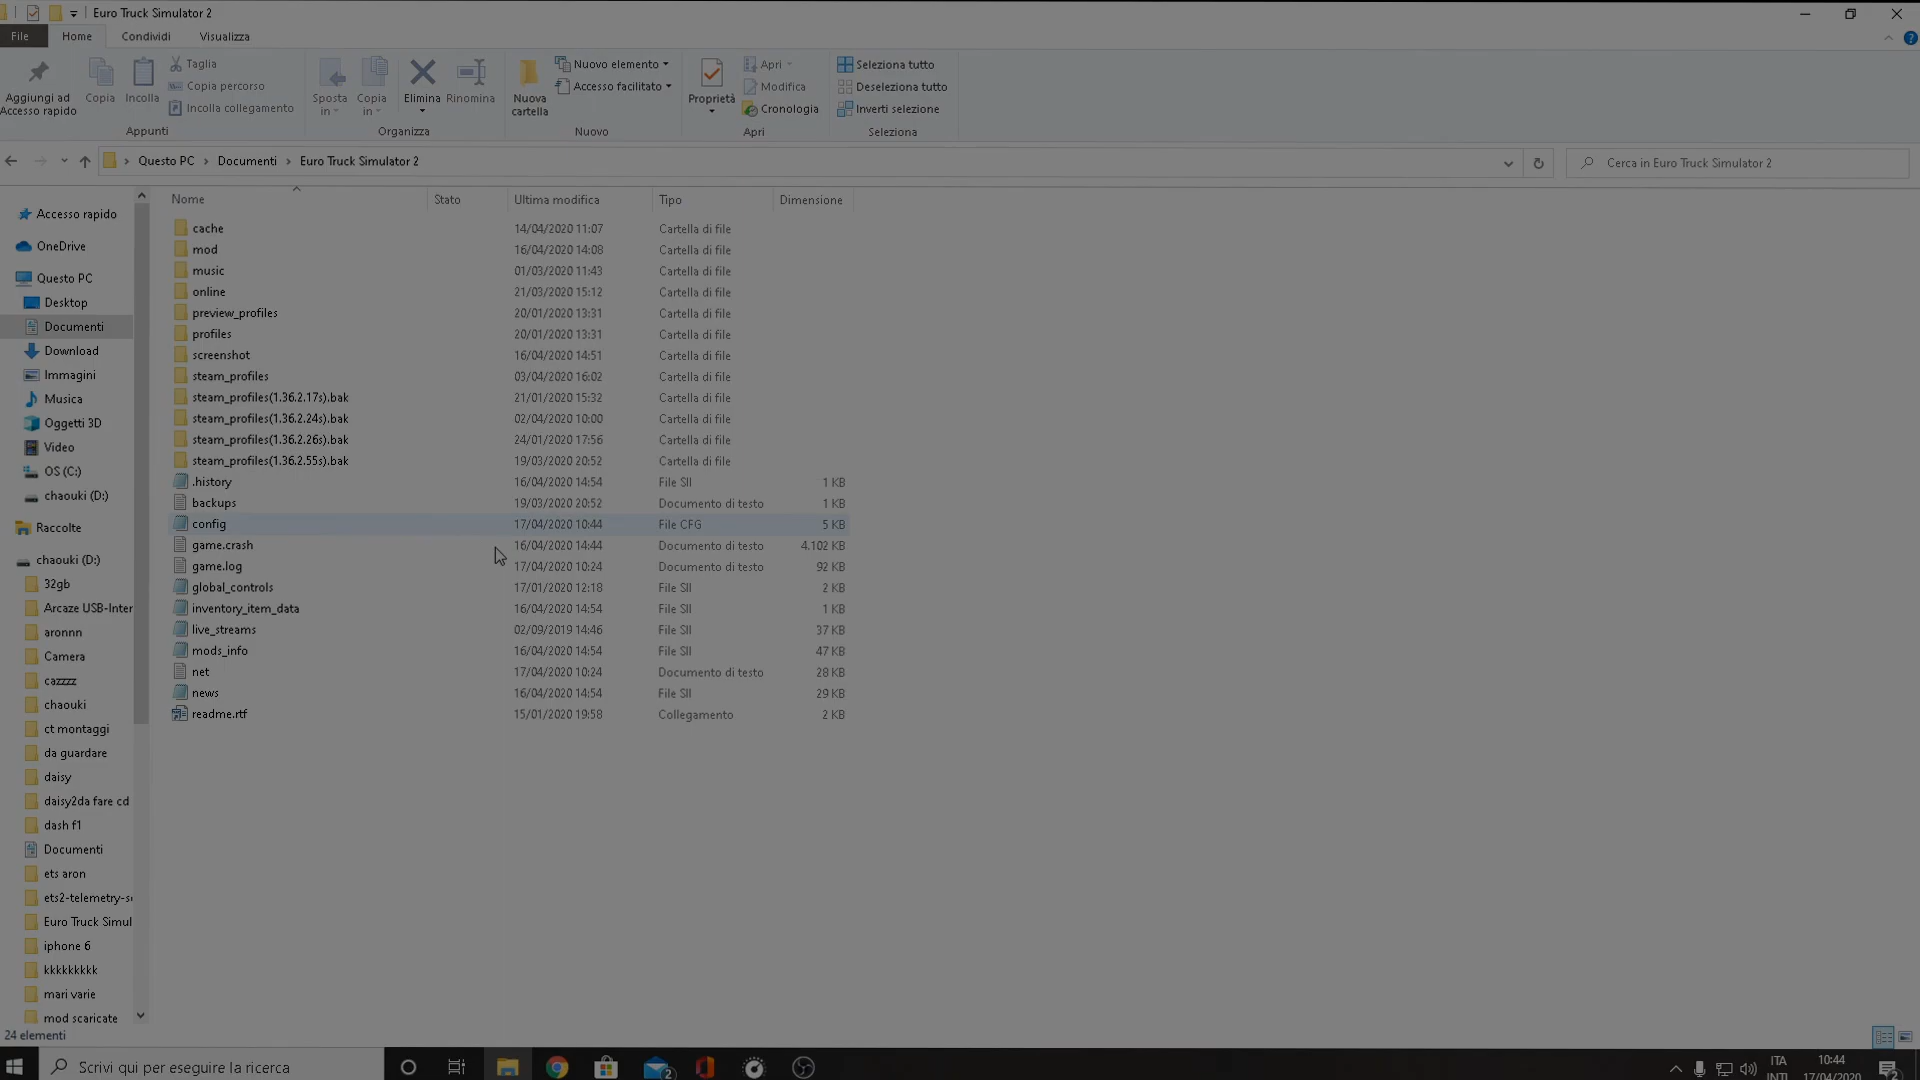 Euro Truck Simulator 2
File Home Condividi Visualizza
Aggiungi ad
Accesso rapido
Copia
Incolla
Taglia
Copia percorso
Incolla collegamento
Appunti
Sposta
in
Copia
in
Elimina
Rinomina
Organizza
Nuova
cartella
Nuovo elemento
Accesso facilitato
Nuovo
Proprietà
Apri
Modifica
Cronologia
Apri
Seleziona tutto
Deseleziona tutto
Inverti selezione
Seleziona
Questo PC > Documenti > Euro Truck Simulator 2
Cerca in Euro Truck Simulator 2
Accesso rapido
OneDrive
Questo PC
Desktop
Documenti
Download
Immagini
Musica
Oggetti 3D
Video
OS (C:)
chaouki (D:)
Raccolte
chaouki (D:)
32gb
Arcaze USB-Inter
aronnn
Camera
cazzzz
chaouki
ct montaggi
da guardare
daisy
daisy2da fare cd
dash f1
Documenti
ets aron
ets2-telemetry-s
Euro Truck Simul
iphone 6
kkkkkkkkk
mari varie
mod scaricate
Nome Stato Ultima modifica Tipo Dimensione
cache 14/04/2020 11:07 Cartella di file
mod 16/04/2020 14:08 Cartella di file
music 01/03/2020 11:43 Cartella di file
online 21/03/2020 15:12 Cartella di file
preview_profiles 20/01/2020 13:31 Cartella di file
profiles 20/01/2020 13:31 Cartella di file
screenshot 16/04/2020 14:51 Cartella di file
steam_profiles 03/04/2020 16:02 Cartella di file
steam_profiles(1.36.2.17s).bak 21/01/2020 15:32 Cartella di file
steam_profiles(1.36.2.24s).bak 02/04/2020 10:00 Cartella di file
steam_profiles(1.36.2.26s).bak 24/01/2020 17:56 Cartella di file
steam_profiles(1.36.2.55s).bak 19/03/2020 20:52 Cartella di file
.history 16/04/2020 14:54 File SII 1 KB
backups 19/03/2020 20:52 Documento di testo 1 KB
config 17/04/2020 10:44 File CFG 5 KB
game.crash 16/04/2020 14:44 Documento di testo 4.102 KB
game.log 17/04/2020 10:24 Documento di testo 92 KB
global_controls 17/01/2020 12:18 File SII 2 KB
inventory_item_data 16/04/2020 14:54 File SII 1 KB
live_streams 02/09/2019 14:46 File SII 37 KB
mods_info 16/04/2020 14:54 File SII 47 KB
net 17/04/2020 10:24 Documento di testo 28 KB
news 16/04/2020 14:54 File SII 29 KB
readme.rtf 15/01/2020 19:58 Collegamento 2 KB
24 elementi
Scrivi qui per eseguire la ricerca
2
ITA
INTL
10:44
17/04/2020
2